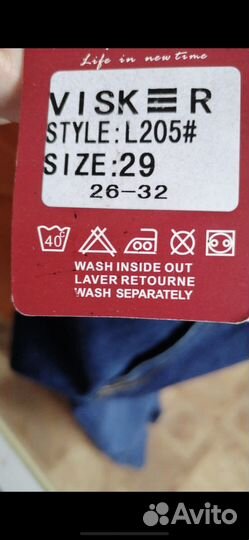 Life in new time
VISKER
STYLE:L205#
SIZE:29
26-32
40°c
WASH INSIDE OUT
LAVER RETOURNE
WASH SEPARATELY
Avito